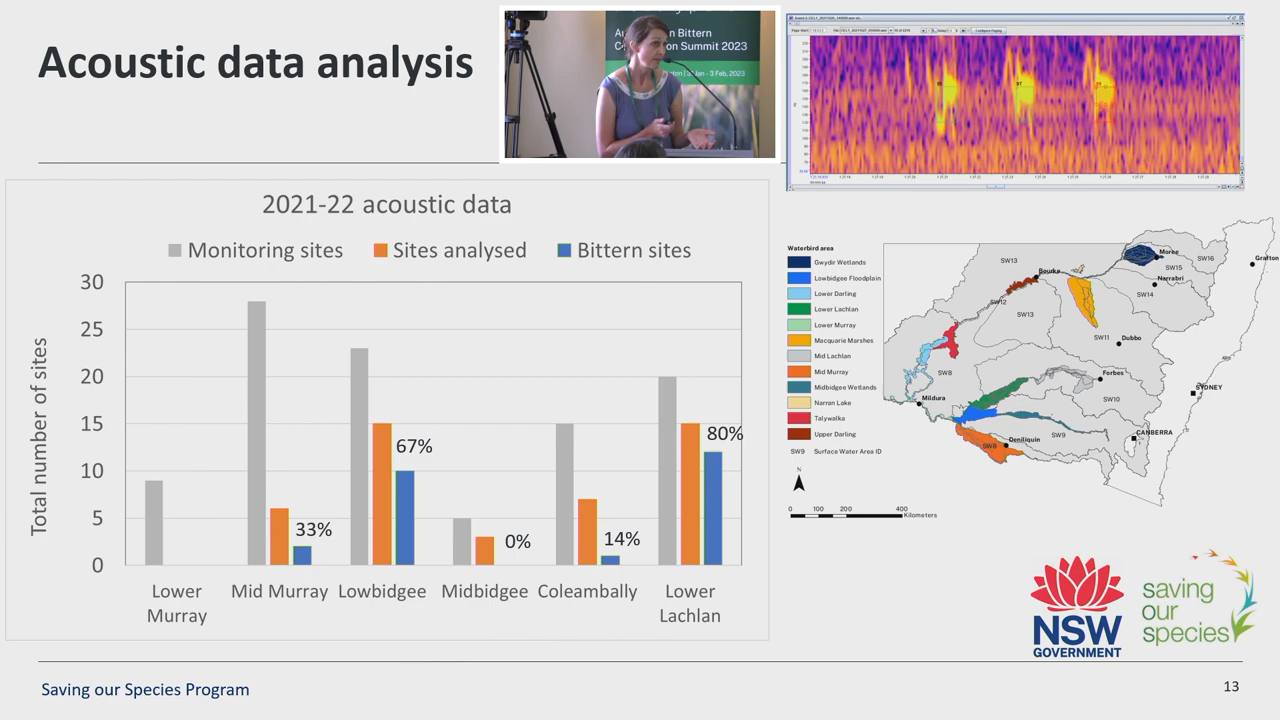 Acoustic data analysis
Bittern
Summit 2023
2021-22 acoustic data
Monitoring sites
Sites analysed
Bittern sites
Total number of sites
30
25
20
15
10
5
0
33%
67%
0%
14%
80%
Lower Murray
Mid Murray
Lowbidgee
Midbidgee
Coleambally
Lower Lachlan
Waterbird area
Gwydir Wetlands
Lowbidgee Floodplain
Lower Darling
Lower Lachlan
Lower Murray
Macquarie Marshes
Mid Lachlan
Mid Murray
Midbidgee Wetlands
Narran Lake
Talywalka
Upper Darling
SW9 Surface Water Area ID
N
0 100 200 400
Kilometers
SW13
Bourke
SW12
SW13
Moree
SW15
SW16
Grafton
Narrabri
SW14
SW11
Dubbo
SW8
Mildura
Forbes
SW10
SYDNEY
CANBERRA
SW9
SW8
Deniliquin
NSW
GOVERNMENT
saving
our
species
Saving our Species Program
13